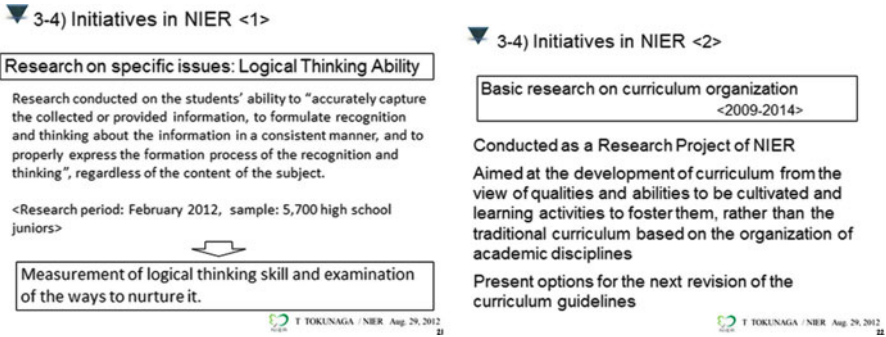 3-4) Initiatives in NIER <1>
Research on specific issues: Logical Thinking Ability
Research conducted on the students' ability to “accurately capture
the collected or provided information, to formulate recognition
and thinking about the information in a consistent manner, and to
properly express the formation process of the recognition and
thinking”, regardless of the content of the subject.
<Research period: February 2012, sample: 5,700 high school
juniors>
Measurement of logical thinking skill and examination
of the ways to nurture it.
NIER
T TOKUNAGA / NIER Aug. 29, 2012
21
3-4) Initiatives in NIER <2>
Basic research on curriculum organization
<2009-2014>
Conducted as a Research Project of NIER
Aimed at the development of curriculum from the
view of qualities and abilities to be cultivated and
learning activities to foster them, rather than the
traditional curriculum based on the organization of
academic disciplines
Present options for the next revision of the
curriculum guidelines
NIER
T TOKUNAGA / NIER Aug. 29, 2012
22